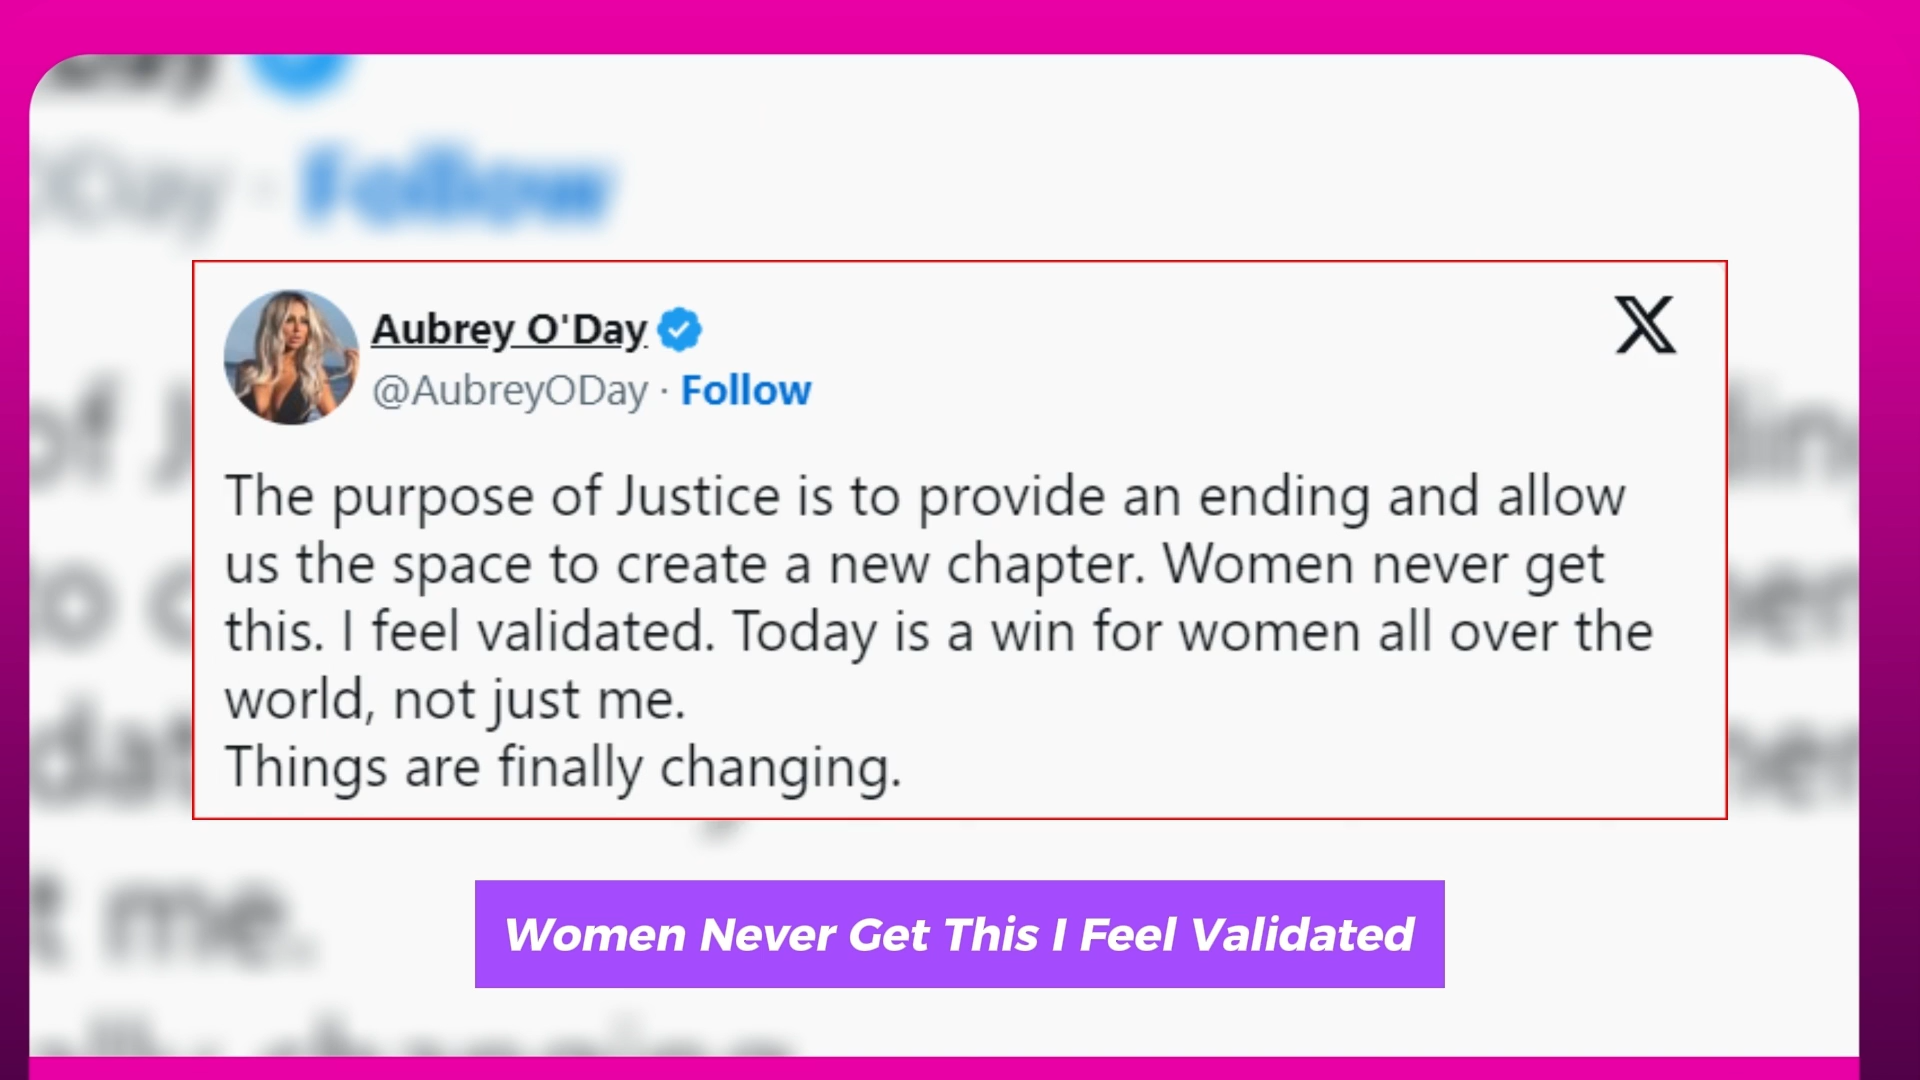 Aubrey O'Day
@AubreyODay · Follow
The purpose of Justice is to provide an ending and allow
us the space to create a new chapter. Women never get
this. I feel validated. Today is a win for women all over the
world, not just me.
Things are finally changing.
Women Never Get This I Feel Validated